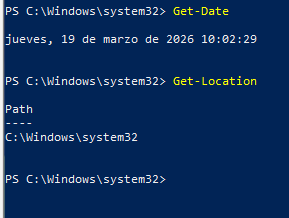 PS C:\Windows\system32> Get-Date
jueves, 19 de marzo de 2026 10:02:29
PS C:\Windows\system32> Get-Location
Path
----
C:\Windows\system32
PS C:\Windows\system32>